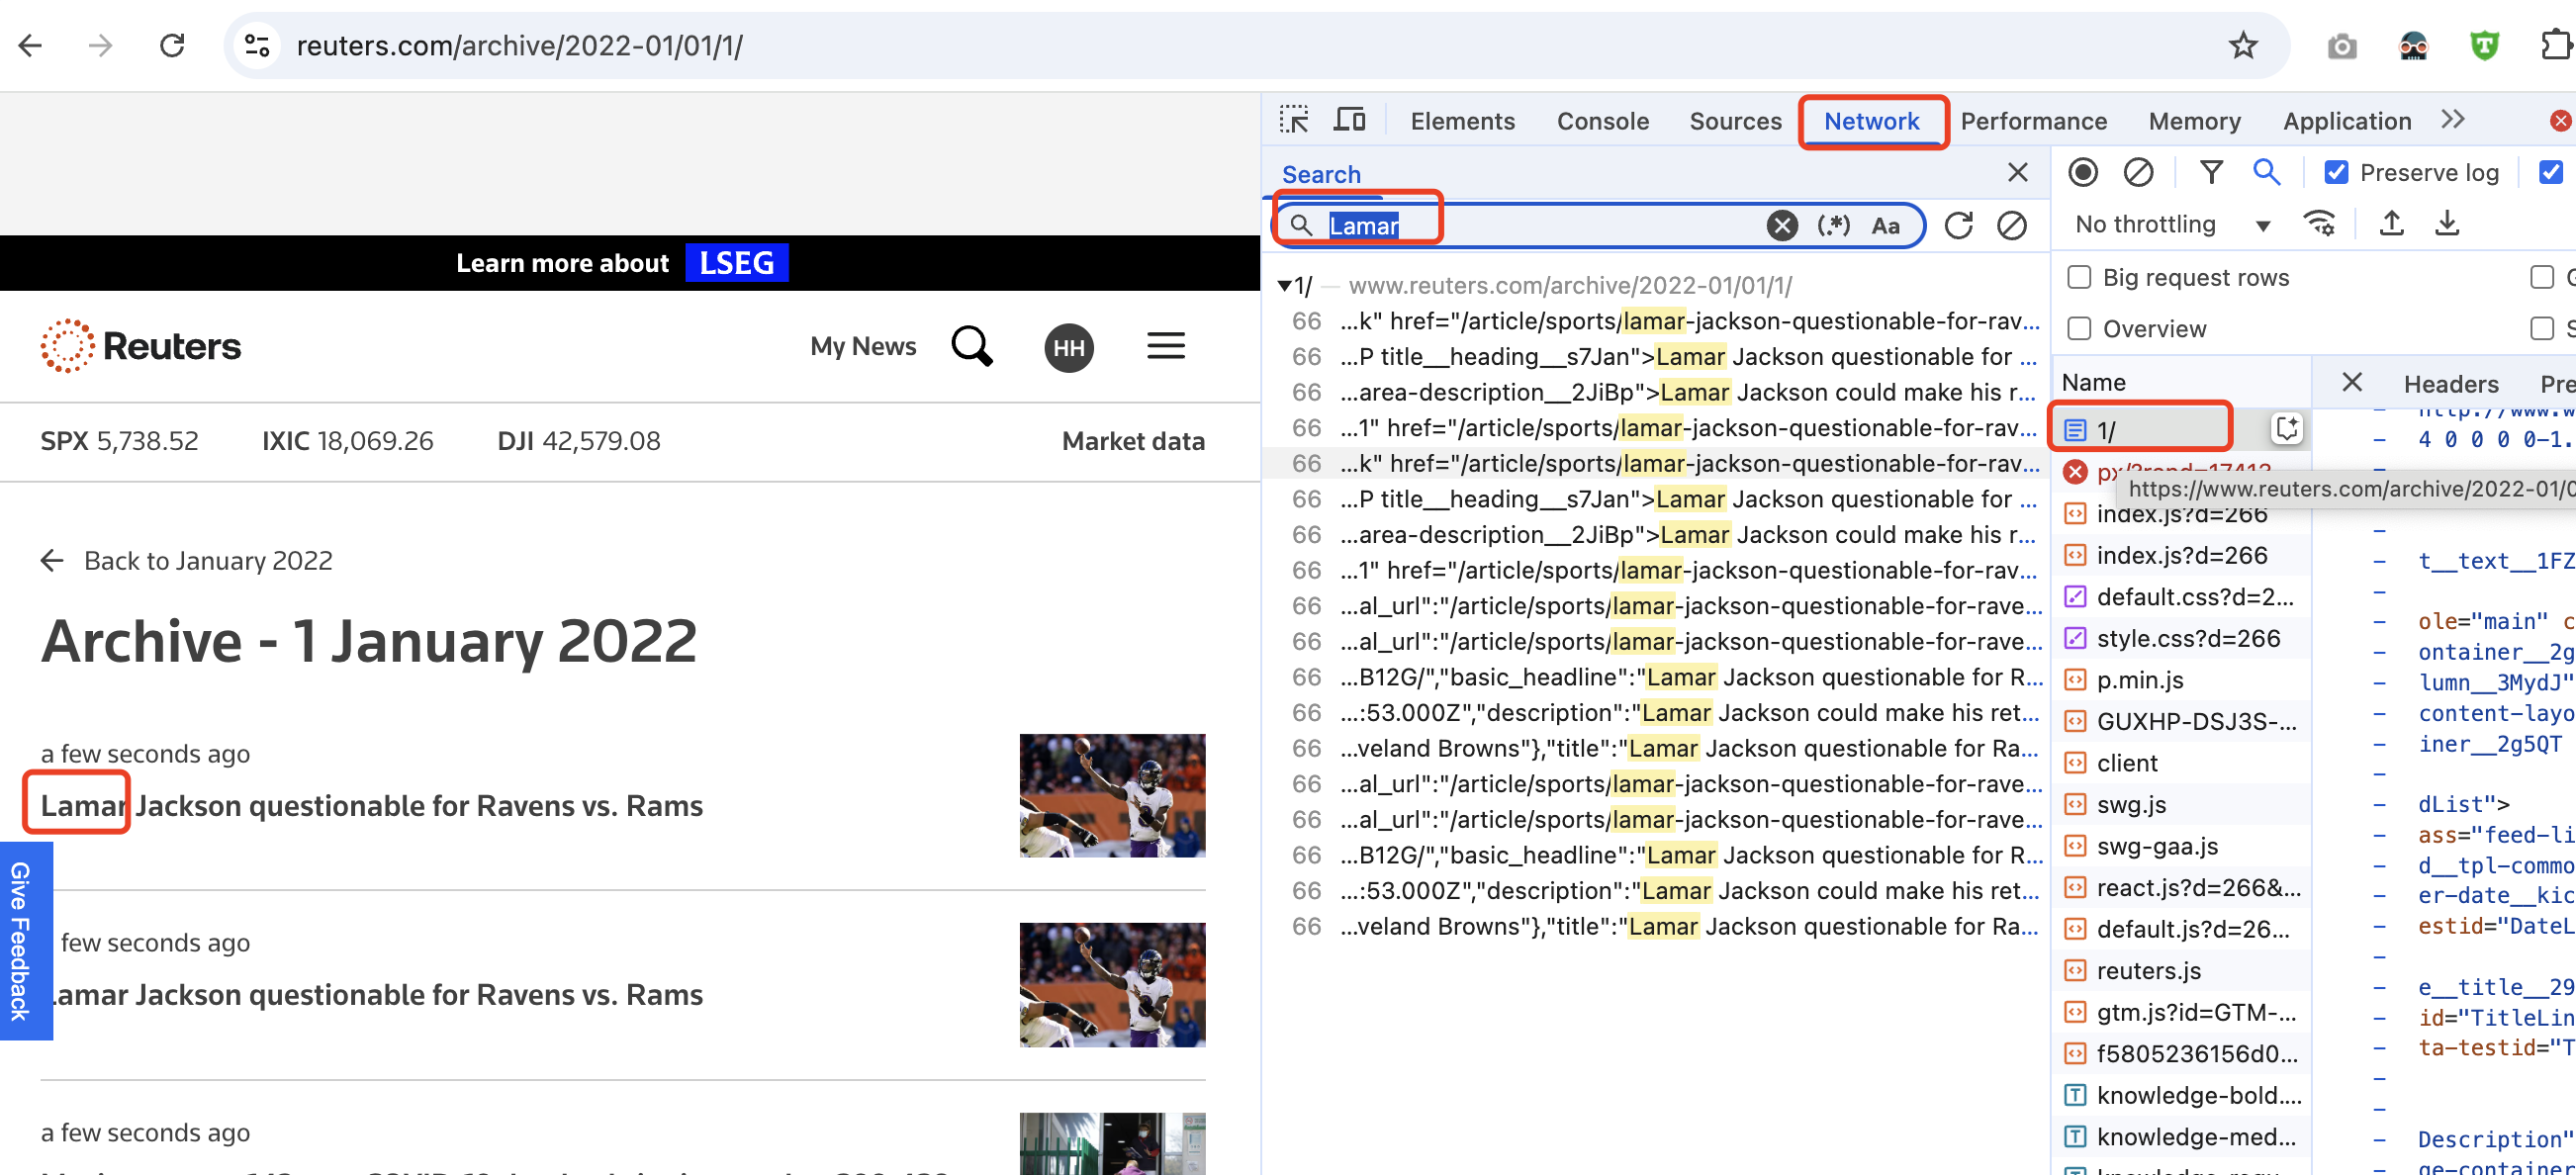 reuters.com/archive/2022-01/01/1/
Learn more about LSEG
Reuters
My News
HH
SPX 5,738.52 IXIC 18,069.26 DJI 42,579.08 Market data
Back to January 2022
Archive - 1 January 2022
a few seconds ago
Lamar Jackson questionable for Ravens vs. Rams
Give Feedback
few seconds ago
Lamar Jackson questionable for Ravens vs. Rams
a few seconds ago
Elements Console Sources Network Performance Memory Application
Search
Lamar
(.*) Aa
1/ — www.reuters.com/archive/2022-01/01/1/
66 ...k" href="/article/sports/lamar-jackson-questionable-for-rav...
66 ...P title__heading__s7Jan">Lamar Jackson questionable for ...
66 ...area-description__2JiBp">Lamar Jackson could make his r...
66 ...1" href="/article/sports/lamar-jackson-questionable-for-rav...
66 ...k" href="/article/sports/lamar-jackson-questionable-for-rav...
66 ...P title__heading__s7Jan">Lamar Jackson questionable for ...
66 ...area-description__2JiBp">Lamar Jackson could make his r...
66 ...1" href="/article/sports/lamar-jackson-questionable-for-rav...
66 ...al_url":"/article/sports/lamar-jackson-questionable-for-rave...
66 ...al_url":"/article/sports/lamar-jackson-questionable-for-rave...
66 ...B12G/","basic_headline":"Lamar Jackson questionable for R...
66 ...:53.000Z","description":"Lamar Jackson could make his ret...
66 ...veland Browns"},"title":"Lamar Jackson questionable for Ra...
66 ...al_url":"/article/sports/lamar-jackson-questionable-for-rave...
66 ...al_url":"/article/sports/lamar-jackson-questionable-for-rave...
66 ...B12G/","basic_headline":"Lamar Jackson questionable for R...
66 ...:53.000Z","description":"Lamar Jackson could make his ret...
66 ...veland Browns"},"title":"Lamar Jackson questionable for Ra...
Preserve log
No throttling
Big request rows
Overview
Name
1/
https://www.reuters.com/archive/2022-01/0
index.js?d=266
index.js?d=266
default.css?d=2...
style.css?d=266
p.min.js
GUXHP-DSJ3S-...
client
swg.js
swg-gaa.js
react.js?d=266&...
default.js?d=26...
reuters.js
gtm.js?id=GTM-...
f5805236156d0...
knowledge-bold....
knowledge-med...
Headers Pre
– 4 0 0 0 0-1.
–
– t__text__1FZ
–
– ole="main" c
– ontainer__2g
– lumn__3MydJ"
– content-layo
– iner__2g5QT
–
– dList">
– ass="feed-li
– d__tpl-commo
– er-date__kic
– estid="DateL
–
– e__title__29
– id="TitleLin
– ta-testid="T
–
–
– Description"